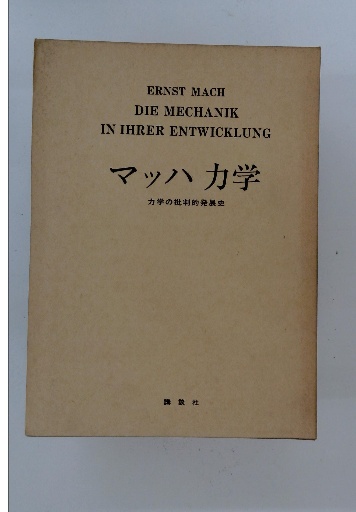 ERNST MACH
DIE MECHANIK
IN IHRER ENTWICKLUNG
マッハ 力学
力学の批判的発展史
講談社